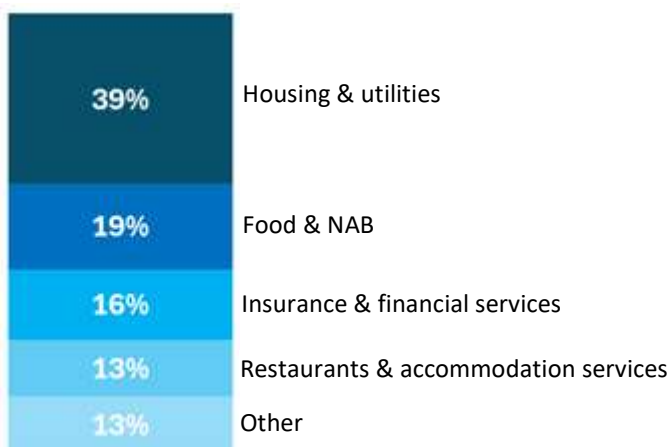 39% Housing & utilities
19% Food & NAB
16% Insurance & financial services
13% Restaurants & accommodation services
13% Other